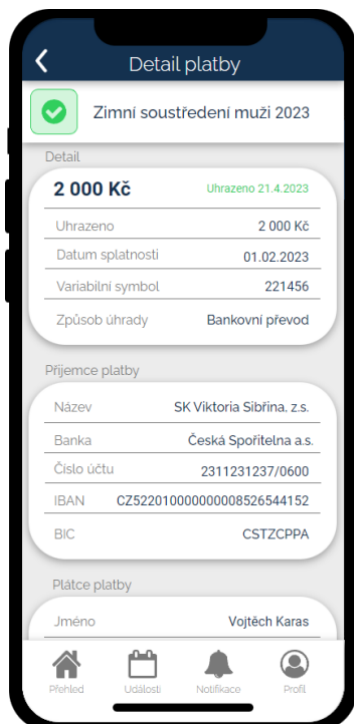 Detail platby
Zimní soustředení muži 2023
Detail
2 000 Kč Uhrazeno 21.4.2023
Uhrazeno 2 000 Kč
Datum splatnosti 01.02.2023
Variabilní symbol 221456
Způsob úhrady Bankovní převod
Příjemce platby
Název SK Viktoria Sibřina, z.s.
Banka Česká Spořitelna a.s.
Číslo účtu 2311231237/0600
IBAN CZ5220100000000008526544152
BIC CSTZCPPA
Plátce platby
Jméno Vojtěch Karas
Přehled Události Notifikace Profil